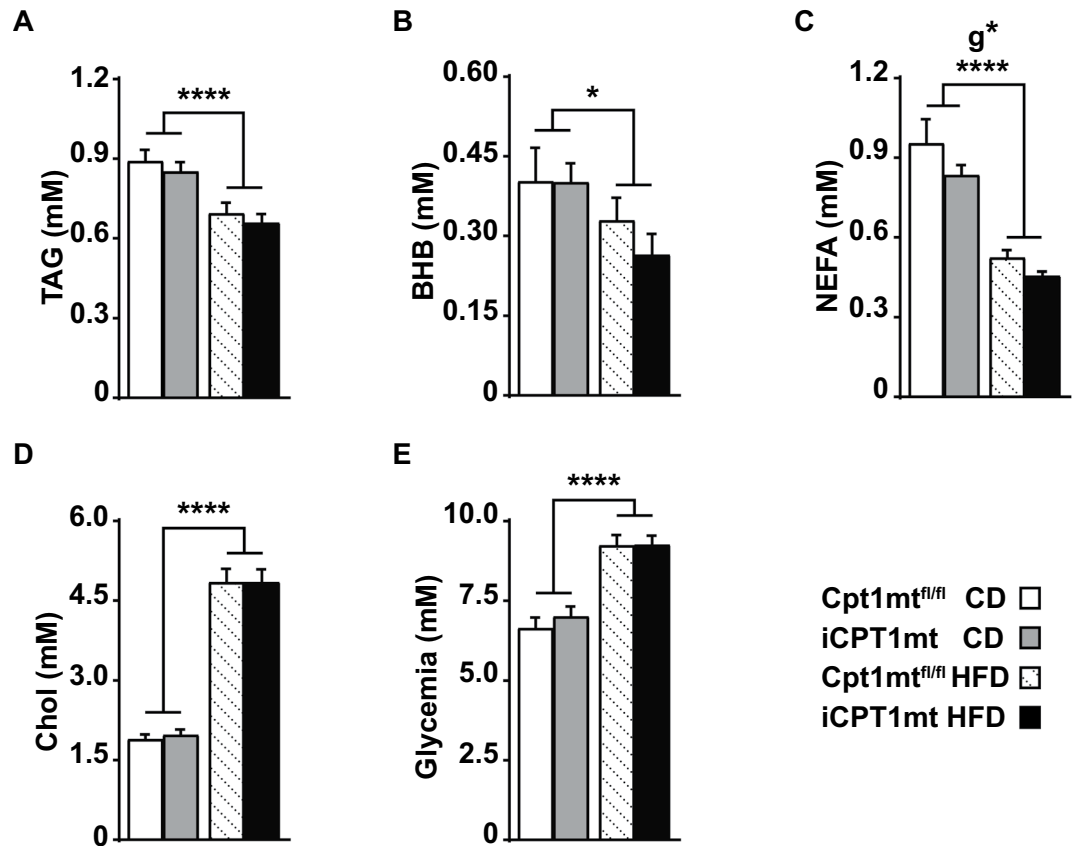 A
TAG (mM)
1.2
0.9
0.6
0.3
0
****
B
BHB (mM)
0.60
0.45
0.30
0.15
0
*
C
NEFA (mM)
1.2
0.9
0.6
0.3
0
g*
****
D
Chol (mM)
6.0
4.5
3.0
1.5
0
****
E
Glycemia (mM)
10.0
7.5
5.0
2.5
0
****
Cpt1mtfl/fl CD
iCPT1mt CD
Cpt1mtfl/fl HFD
iCPT1mt HFD